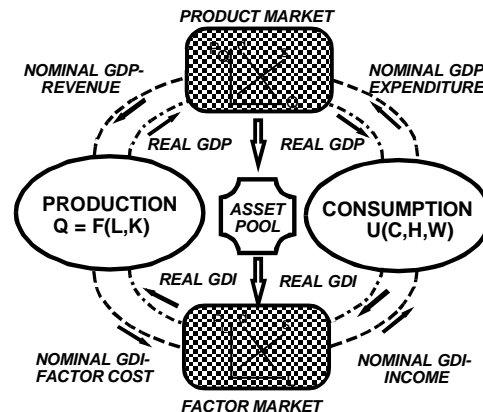 PRODUCT MARKET
NOMINAL GDP-
REVENUE
NOMINAL GDP
EXPENDITURE
REAL GDP
REAL GDP
PRODUCTION
Q = F(L,K)
ASSET
POOL
CONSUMPTION
U(C,H,W)
REAL GDI
REAL GDI
NOMINAL GDI-
FACTOR COST
NOMINAL GDI-
INCOME
FACTOR MARKET